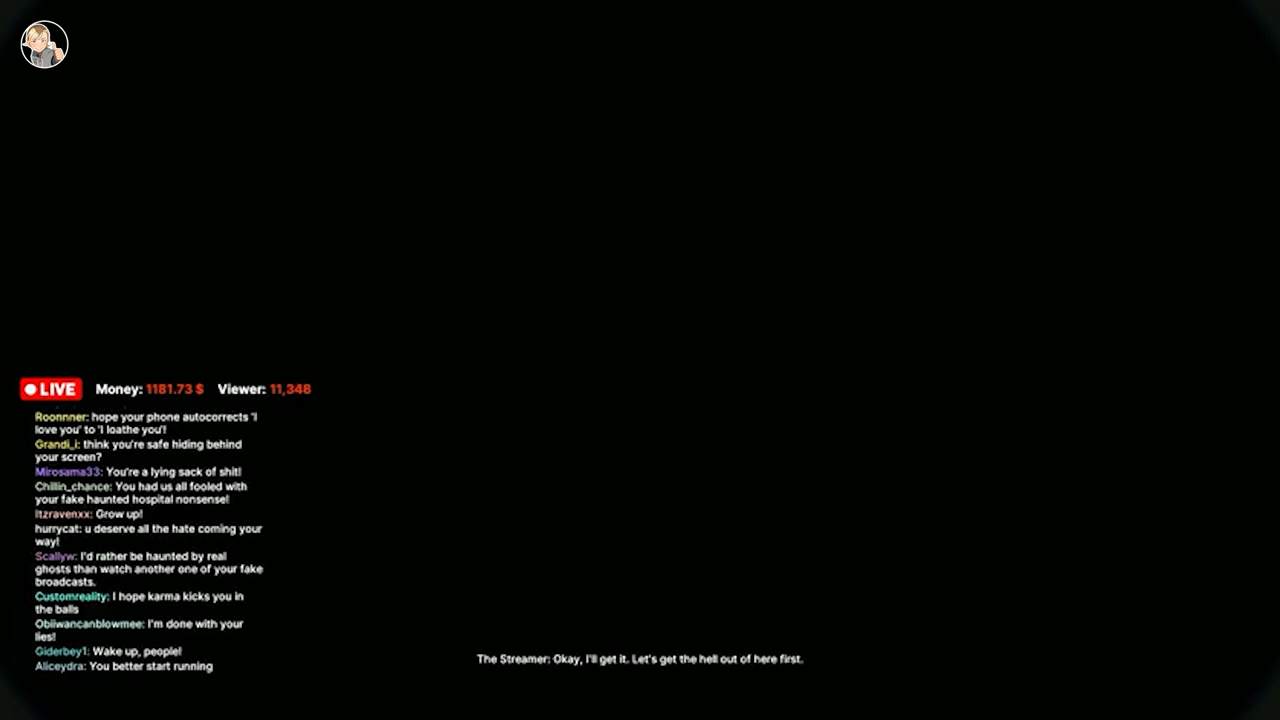 LIVE Money: 1181.73 $ Viewer: 11,348
Roonnner: hope your phone autocorrects 'I
love you' to 'I loathe you'!
Grandi_i: think you're safe hiding behind
your screen?
Mirosama33: You're a lying sack of shit!
Chillin_chance: You had us all fooled with
your fake haunted hospital nonsense!
Itzravenxx: Grow up!
hurrycat: u deserve all the hate coming your
way!
Scallyw: I'd rather be haunted by real
ghosts than watch another one of your fake
broadcasts.
Customreality: I hope karma kicks you in
the balls
Obiiwancanblowmee: I'm done with your
lies!
Giderbey1: Wake up, people!
Aliceydra: You better start running
The Streamer: Okay, I'll get it. Let's get the hell out of here first.